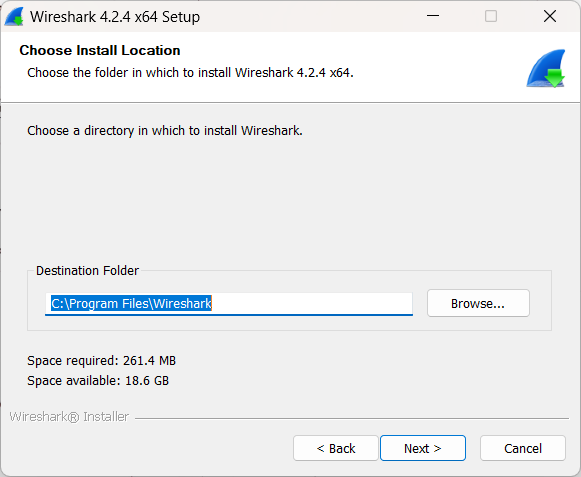 Wireshark 4.2.4 x64 Setup
Choose Install Location
Choose the folder in which to install Wireshark 4.2.4 x64.
Choose a directory in which to install Wireshark.
Destination Folder
C:\Program Files\Wireshark
Browse...
Space required: 261.4 MB
Space available: 18.6 GB
Wireshark® Installer
< Back
Next >
Cancel